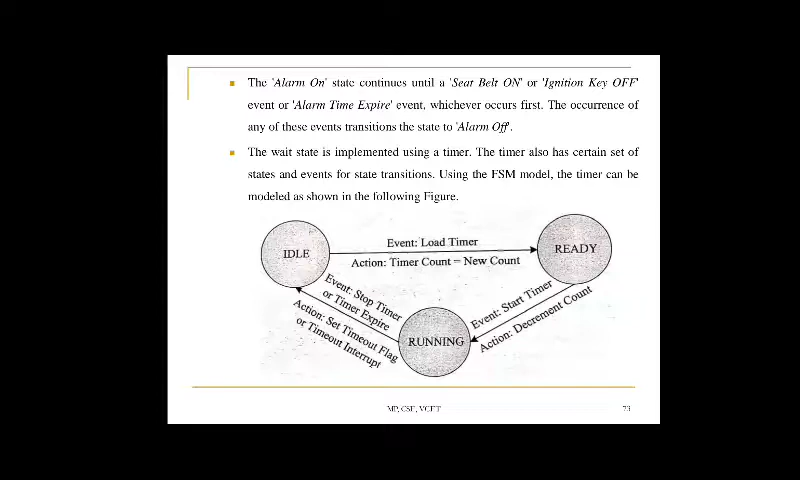 The 'Alarm On' state continues until a 'Seat Belt ON' or 'Ignition Key OFF'
event or 'Alarm Time Expire' event, whichever occurs first. The occurrence of
any of these events transitions the state to 'Alarm Off'.
The wait state is implemented using a timer. The timer also has certain set of
states and events for state transitions. Using the FSM model, the timer can be
modeled as shown in the following Figure.
IDLE
Event: Load Timer
Action: Timer Count = New Count
READY
Event: Stop Timer
or Timer Expire
Action: Set Timeout Flag
or Timeout Interrupt
RUNNING
Event: Start Timer
Action: Decrement Count
MP, CSE, VCET
73